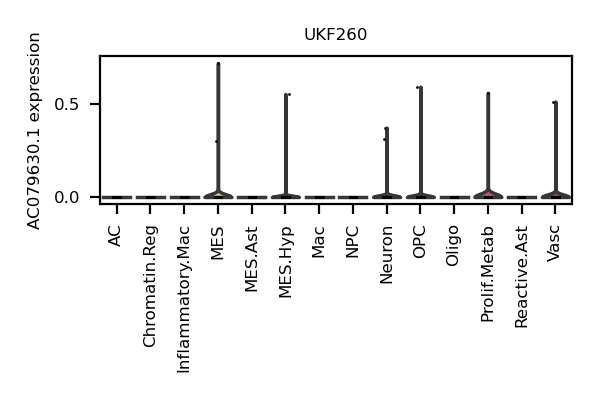 UKF260
AC079630.1 expression
0.5
0.0
AC
Chromatin.Reg
Inflammatory.Mac
MES
MES.Ast
MES.Hyp
Mac
NPC
Neuron
OPC
Oligo
Prolif.Metab
Reactive.Ast
Vasc